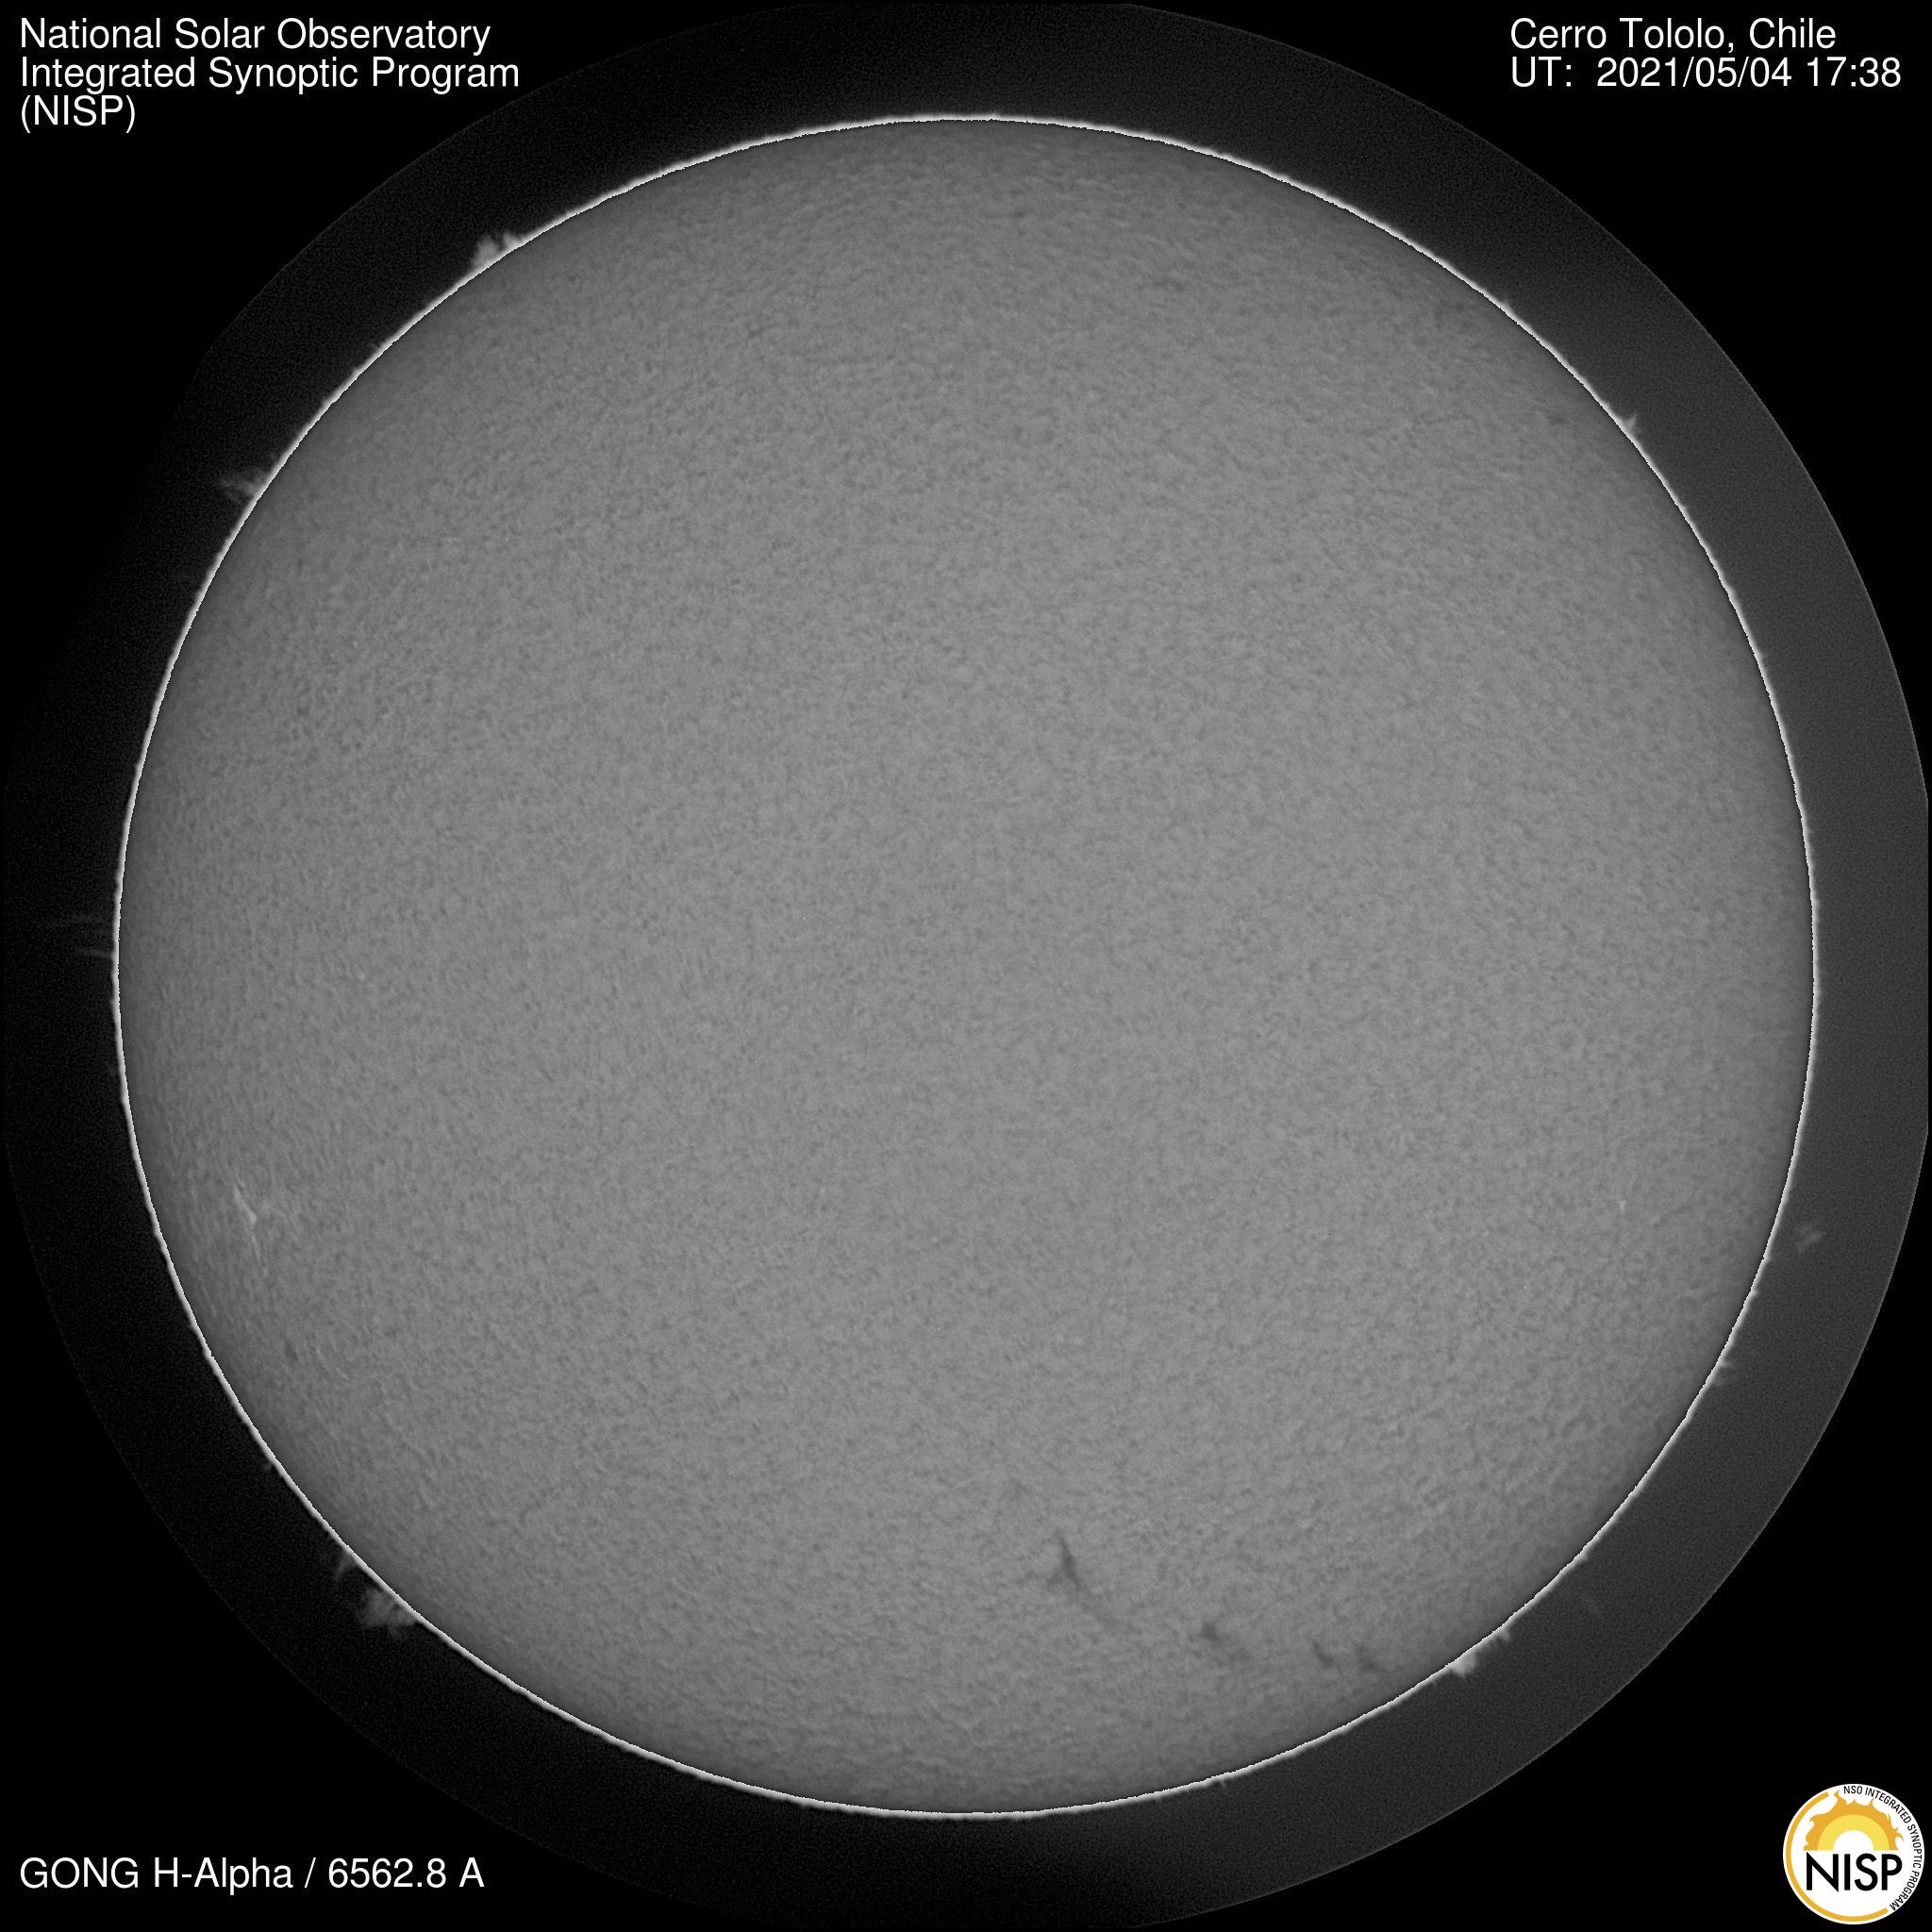 National Solar Observatory
Integrated Synoptic Program
(NISP)
Cerro Tololo, Chile
UT: 2021/05/04 17:38
GONG H-Alpha / 6562.8 A
NSO INTEGRATED SYNOPTIC PROGRAM
NISP